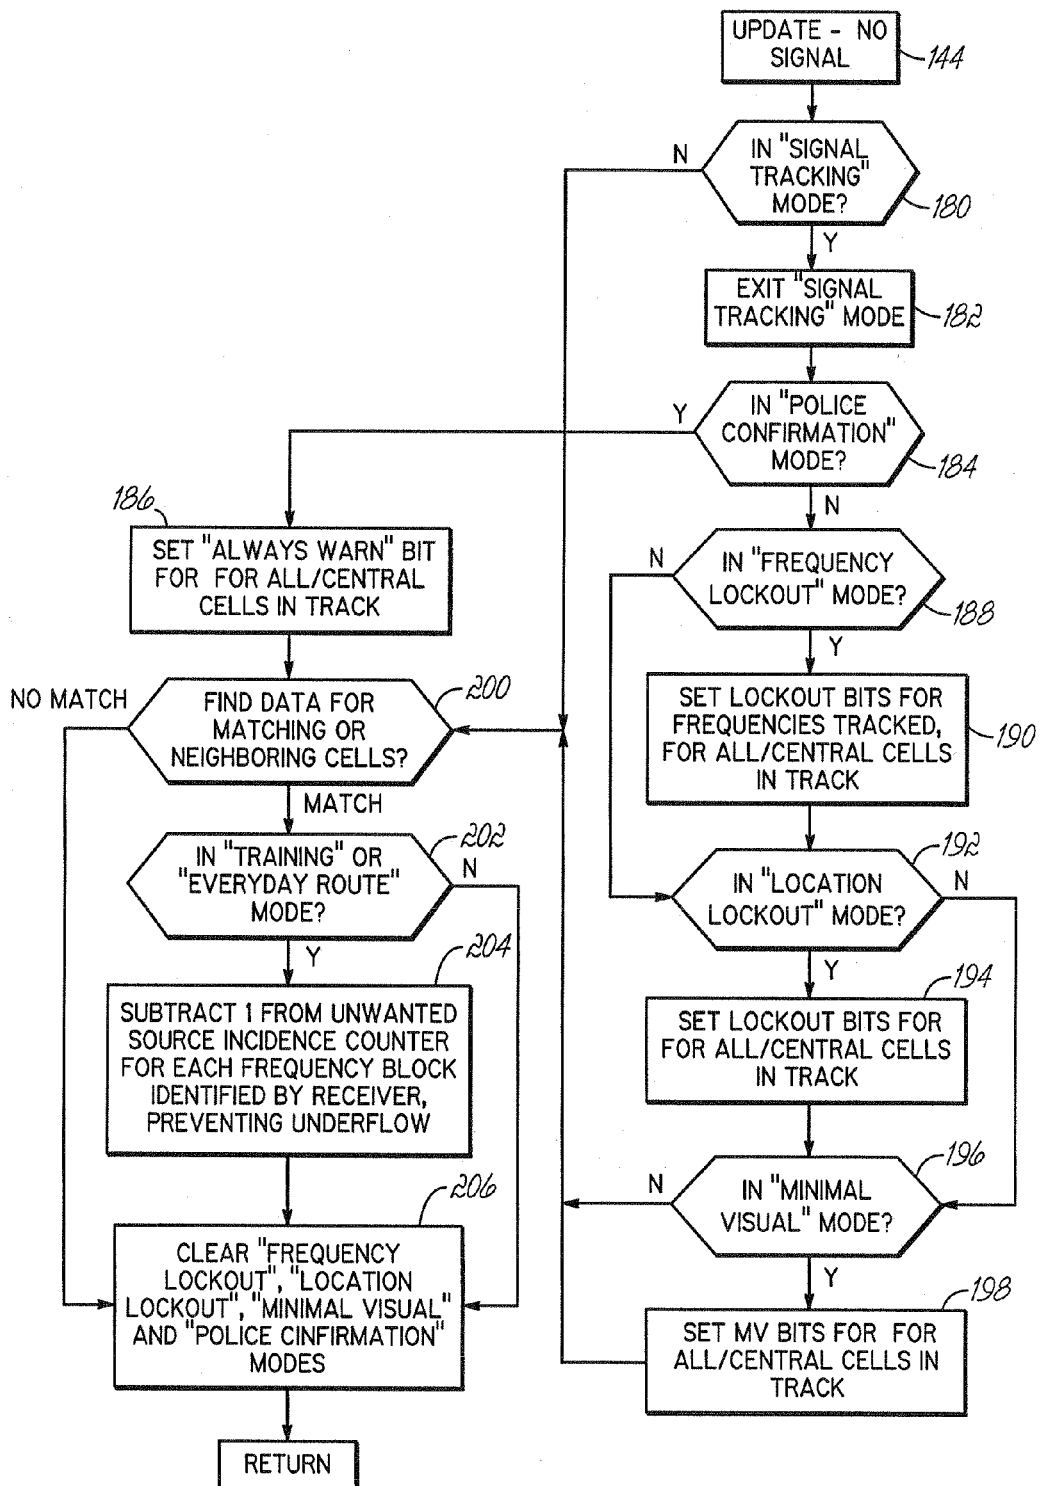 UPDATE - NO
SIGNAL
144
IN "SIGNAL
TRACKING"
MODE?
180
N
Y
EXIT "SIGNAL
TRACKING" MODE
182
IN "POLICE
CONFIRMATION"
MODE?
184
Y
N
186
SET "ALWAYS WARN" BIT
FOR FOR ALL/CENTRAL
CELLS IN TRACK
IN "FREQUENCY
LOCKOUT" MODE?
188
N
Y
SET LOCKOUT BITS FOR
FREQUENCIES TRACKED,
FOR ALL/CENTRAL CELLS
IN TRACK
190
NO MATCH
FIND DATA FOR
MATCHING OR
NEIGHBORING CELLS?
200
MATCH
IN "TRAINING" OR
"EVERYDAY ROUTE"
MODE?
202
N
Y
IN "LOCATION
LOCKOUT" MODE?
192
N
Y
204
SUBTRACT 1 FROM UNWANTED
SOURCE INCIDENCE COUNTER
FOR EACH FREQUENCY BLOCK
IDENTIFIED BY RECEIVER,
PREVENTING UNDERFLOW
194
SET LOCKOUT BITS FOR
FOR ALL/CENTRAL CELLS
IN TRACK
196
IN "MINIMAL
VISUAL" MODE?
N
Y
206
CLEAR "FREQUENCY
LOCKOUT", "LOCATION
LOCKOUT", "MINIMAL VISUAL"
AND "POLICE CINFIRMATION"
MODES
198
SET MV BITS FOR FOR
ALL/CENTRAL CELLS IN
TRACK
RETURN